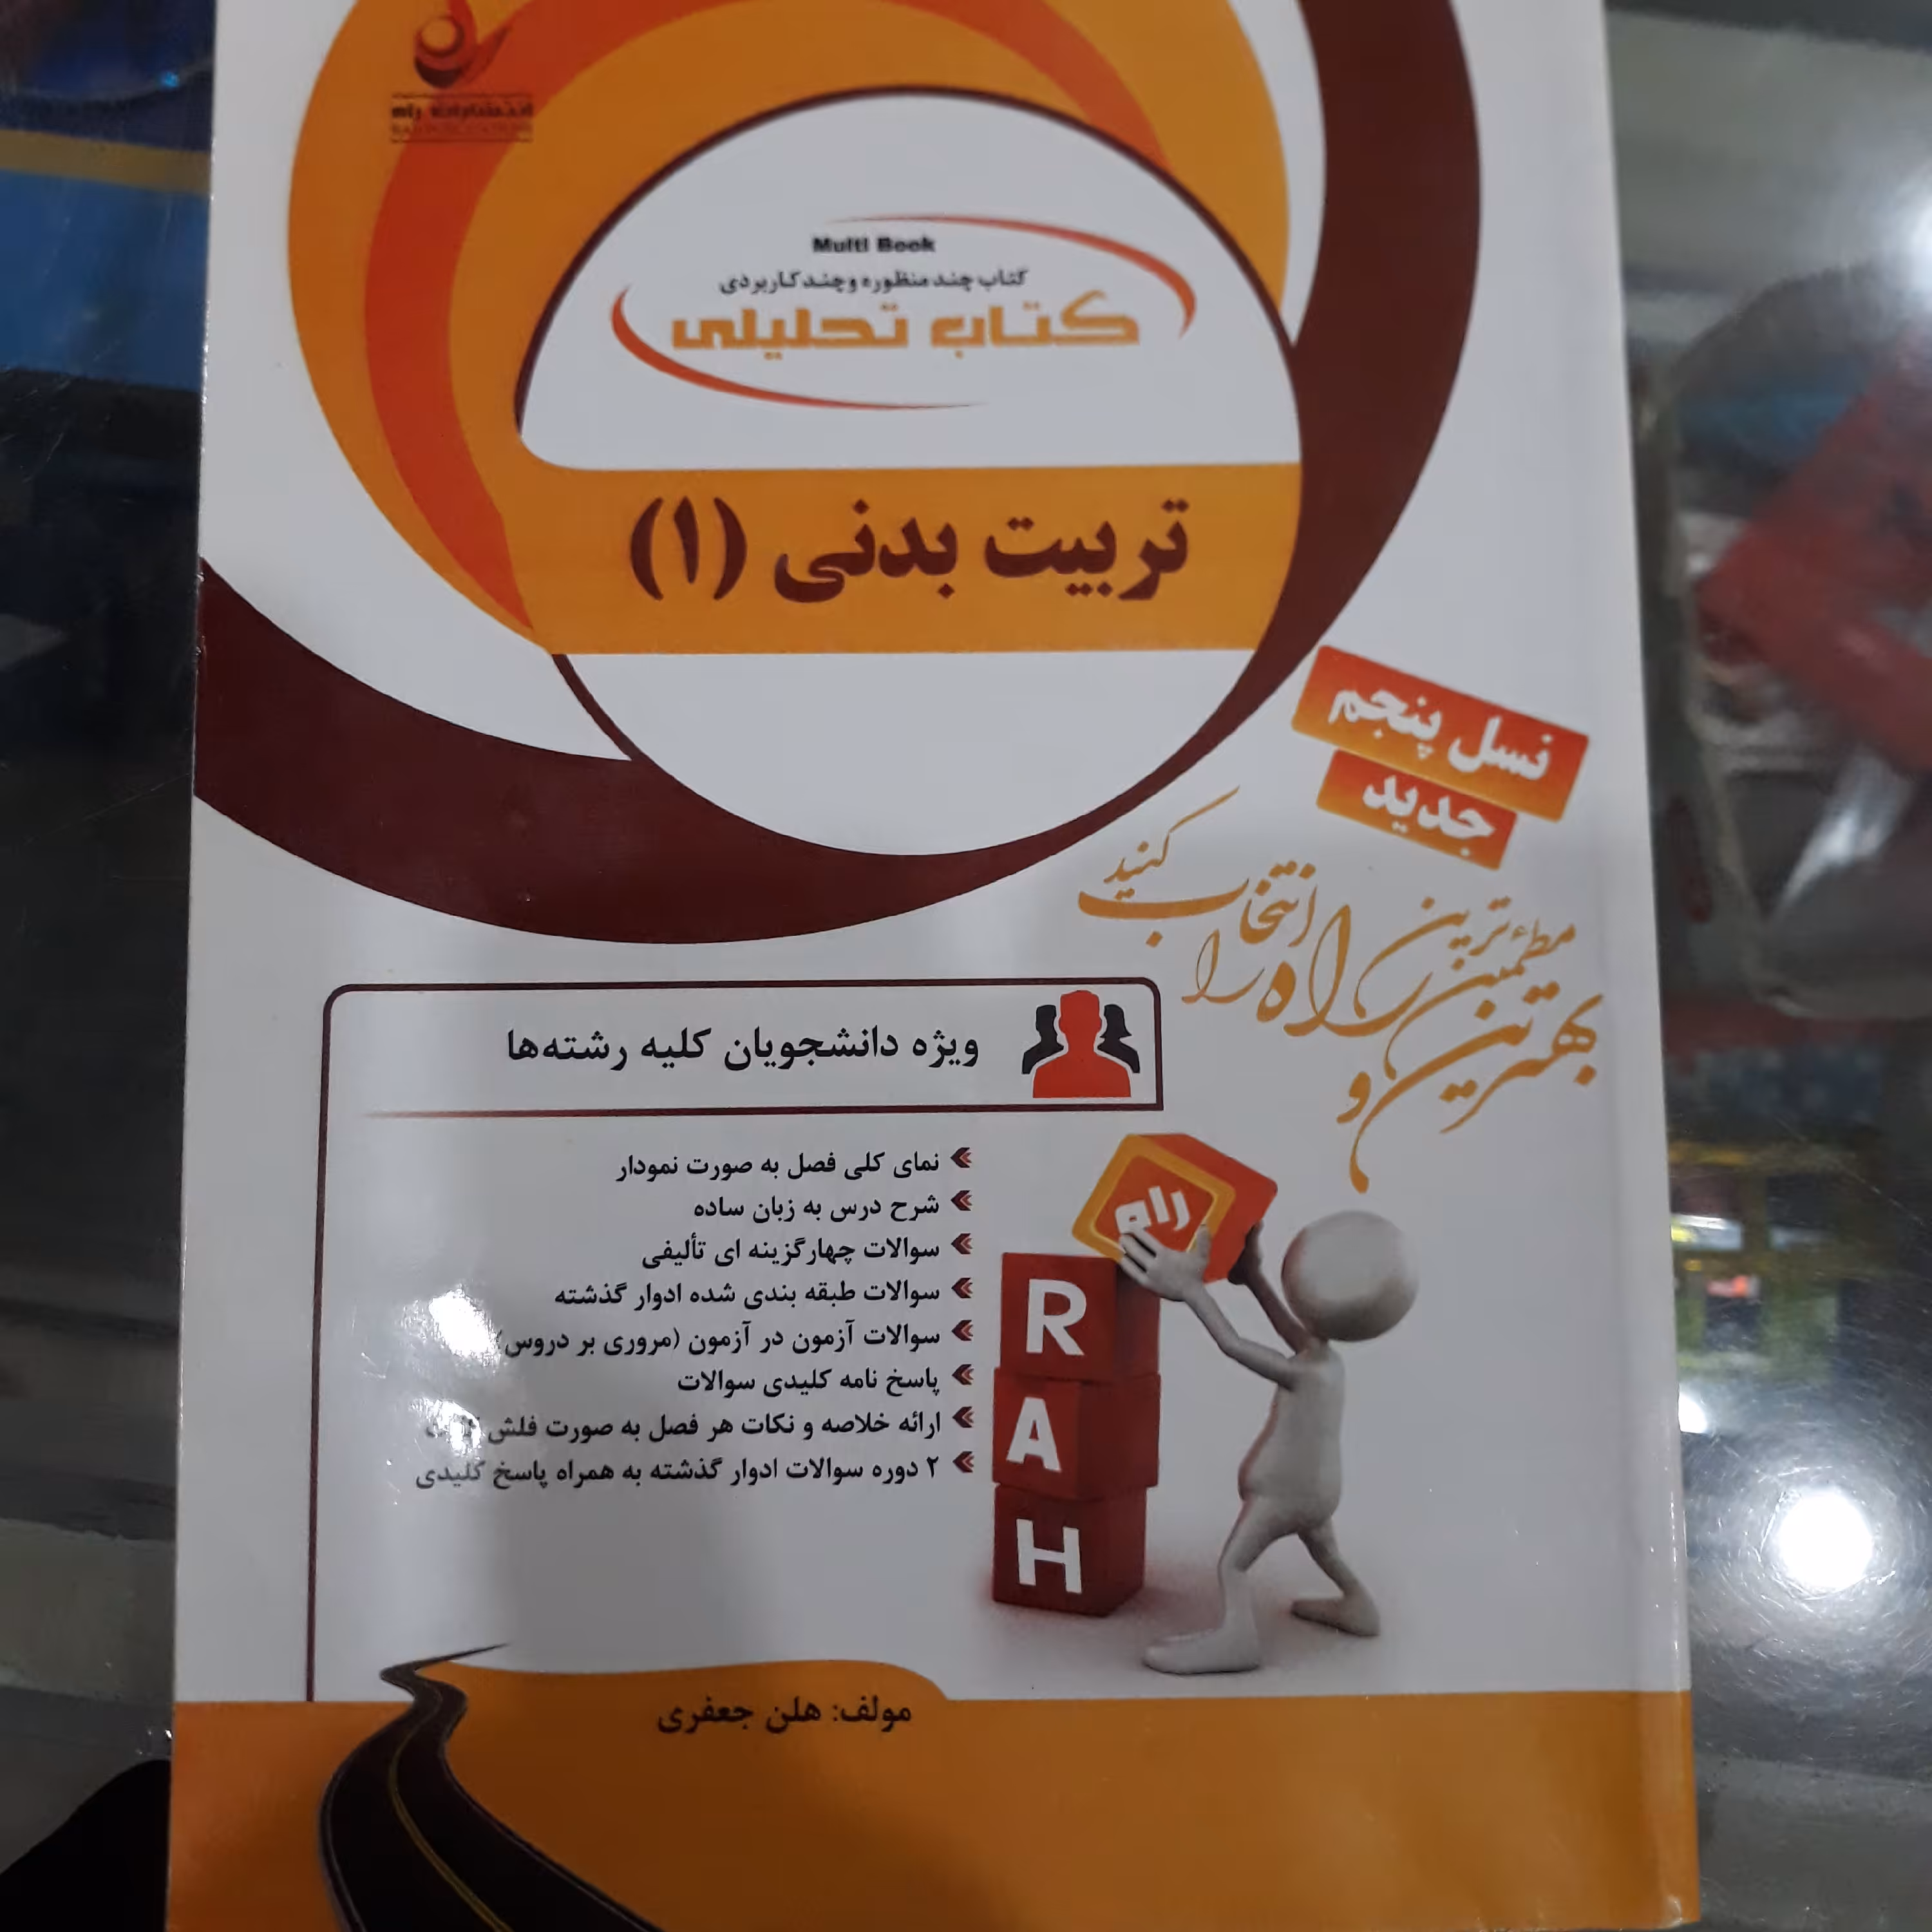 انتشارات راه
Multi Book
کتاب چند منظوره و چند کاربردی
کتاب تحلیلی
تربیت بدنی (۱)
نسل پنجم
جدید
بهترین و مطمئن‌ترین راه را انتخاب کنید
ویژه دانشجویان کلیه رشته‌ها
نمای کلی فصل به صورت نمودار
شرح درس به زبان ساده
سوالات چهارگزینه ای تألیفی
سوالات طبقه بندی شده ادوار گذشته
سوالات آزمون در آزمون (مروری بر دروس)
پاسخ نامه کلیدی سوالات
ارائه خلاصه و نکات هر فصل به صورت فلش
۲ دوره سوالات ادوار گذشته به همراه پاسخ کلیدی
راه
R
A
H
مولف: هلن جعفری